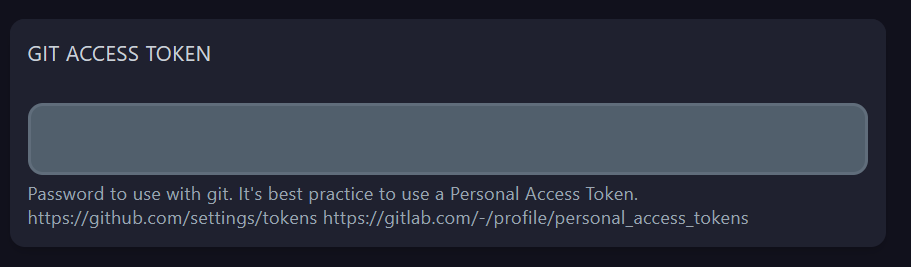 GIT ACCESS TOKEN
Password to use with git. It's best practice to use a Personal Access Token.
https://github.com/settings/tokens https://gitlab.com/-/profile/personal_access_tokens